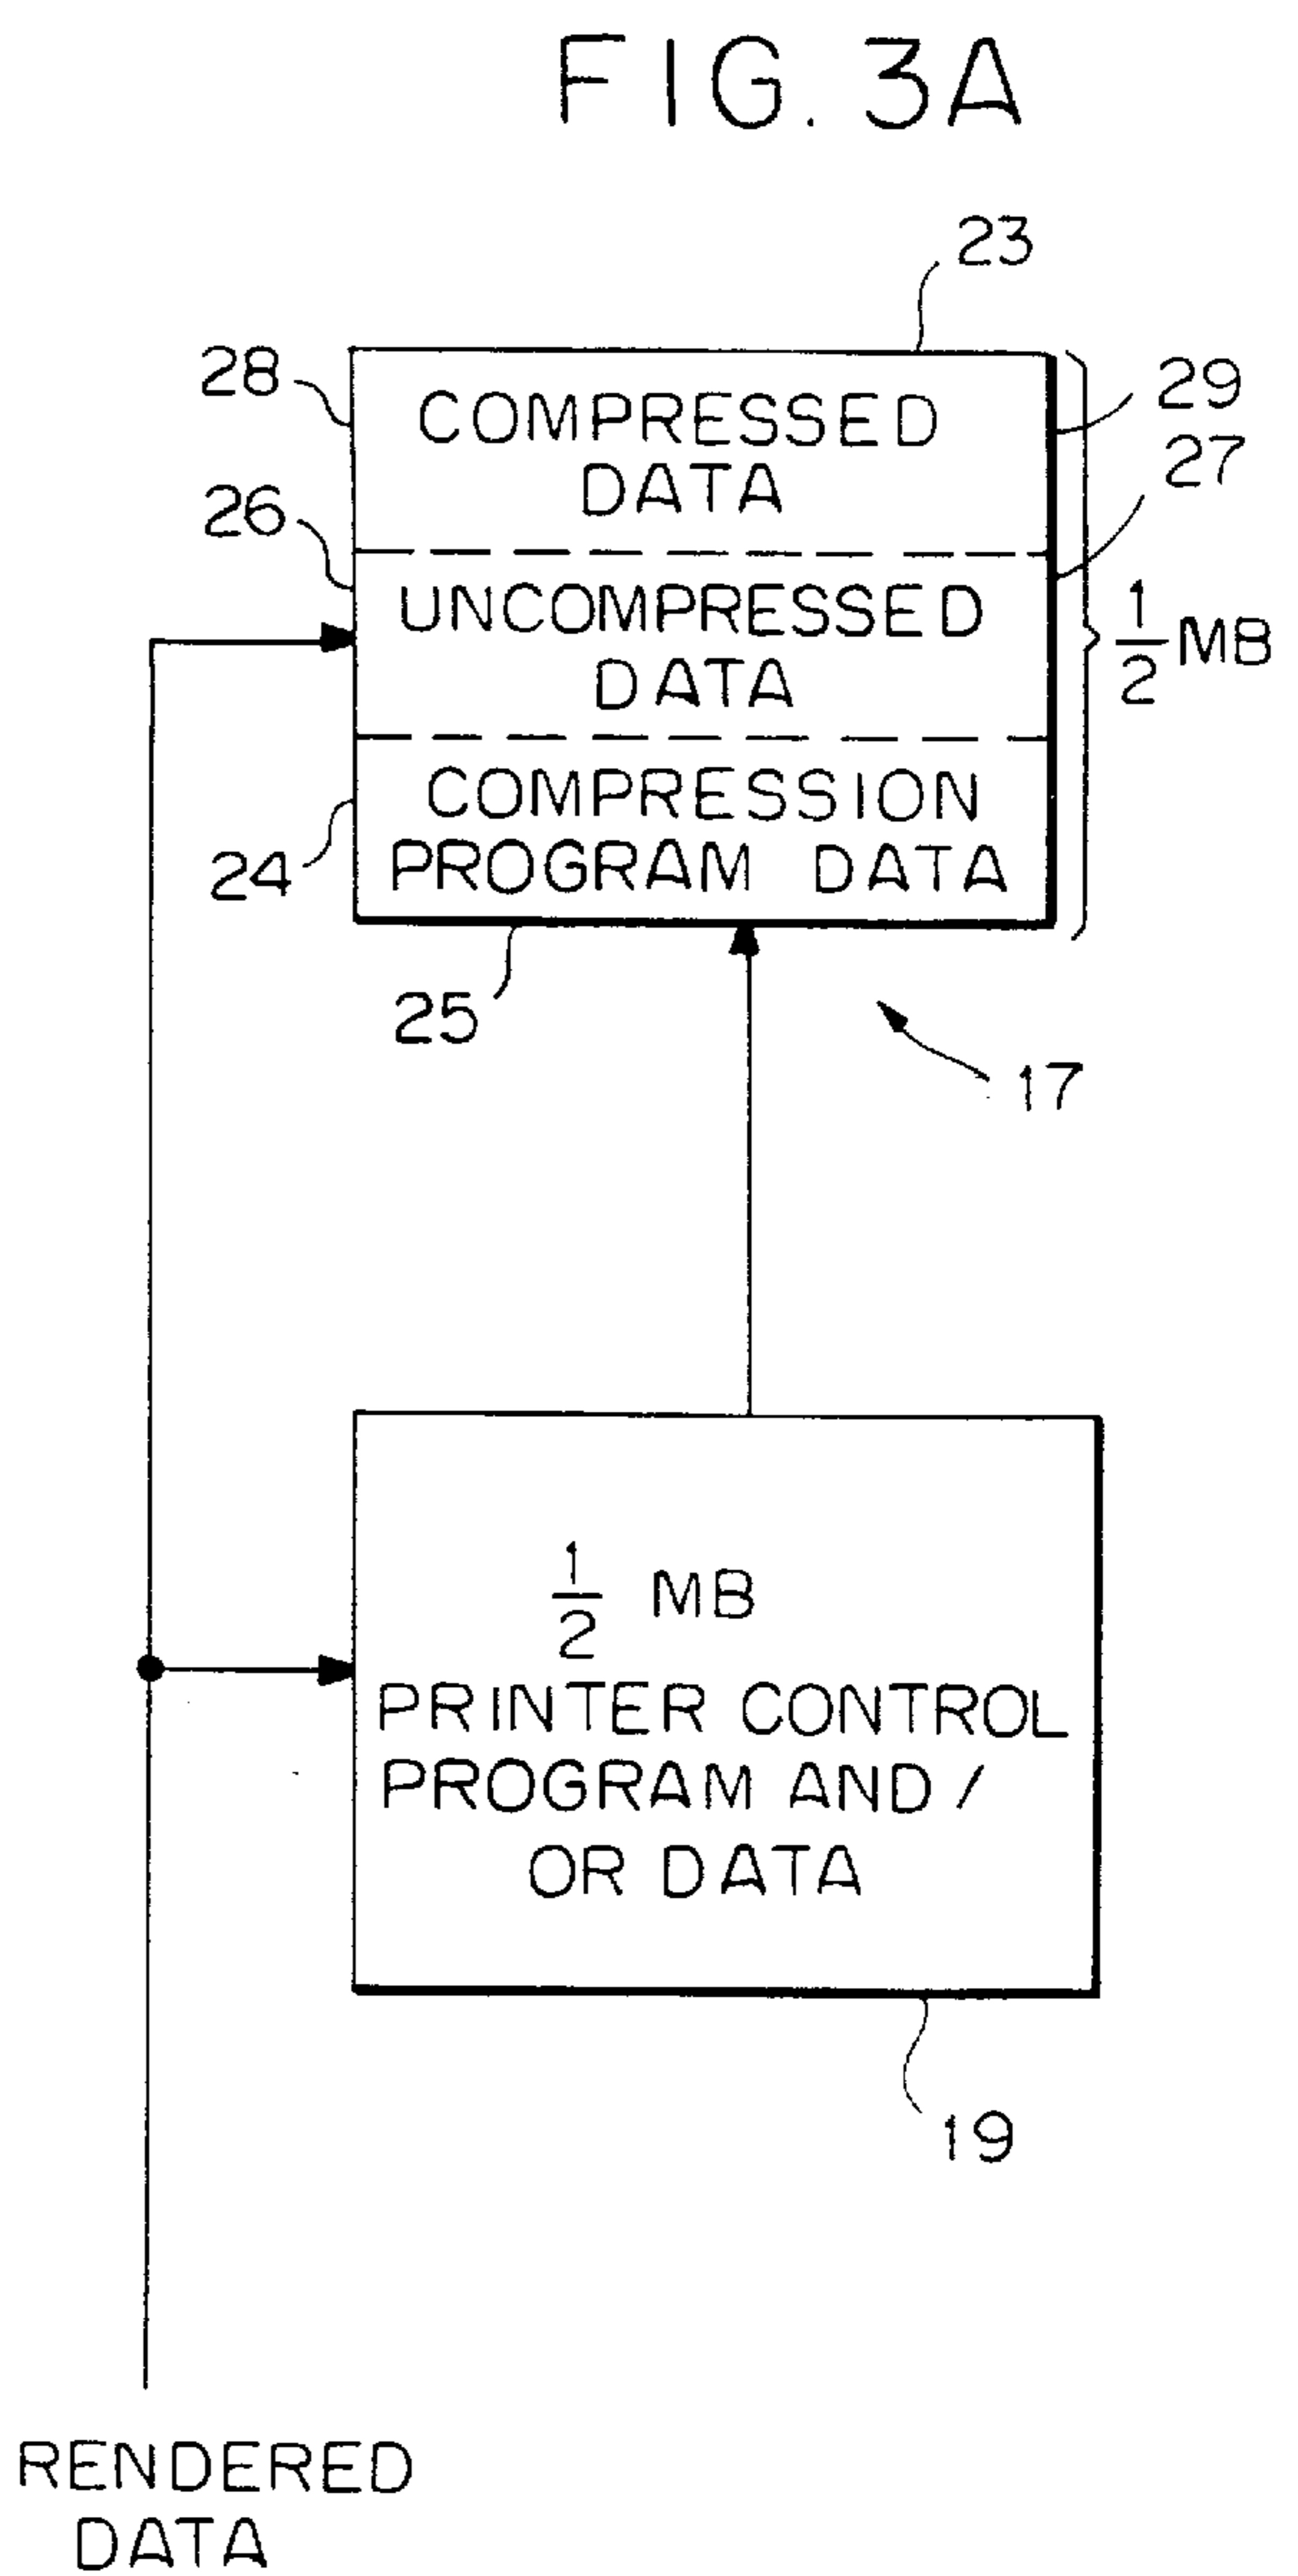 FIG. 3A
23
28
COMPRESSED
DATA
29
27
26
UNCOMPRESSED
DATA
1/2 MB
24
COMPRESSION
PROGRAM DATA
25
17
1/2 MB
PRINTER CONTROL
PROGRAM AND /
OR DATA
19
RENDERED
DATA